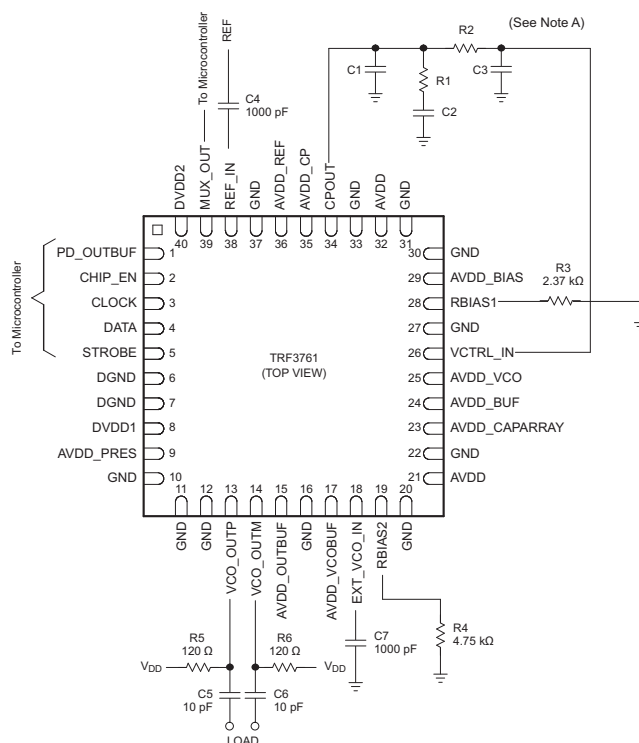 To Microcontroller
REF
(See Note A)
C4
1000 pF
C1
R1
C2
R2
C3
DVDD2
MUX_OUT
REF_IN
GND
AVDD_REF
AVDD_CP
CPOUT
GND
AVDD
GND
40
39
38
37
36
35
34
33
32
31
To Microcontroller
PD_OUTBUF
CHIP_EN
CLOCK
DATA
STROBE
DGND
DGND
DVDD1
AVDD_PRES
GND
1
2
3
4
5
6
7
8
9
10
TRF3761
(TOP VIEW)
30
29
28
27
26
25
24
23
22
21
GND
AVDD_BIAS
RBIAS1
GND
VCTRL_IN
AVDD_VCO
AVDD_BUF
AVDD_CAPARRAY
GND
AVDD
R3
2.37 kΩ
11
12
13
14
15
16
17
18
19
20
GND
GND
VCO_OUTP
VCO_OUTM
AVDD_OUTBUF
GND
AVDD_VCOBUF
EXT_VCO_IN
RBIAS2
GND
R5
120 Ω
R6
120 Ω
VDD
VDD
C5
10 pF
C6
10 pF
LOAD
C7
1000 pF
R4
4.75 kΩ